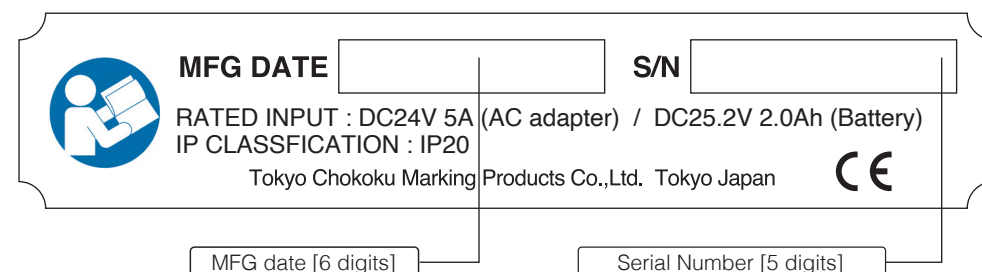 MFG DATE S/N
RATED INPUT : DC24V 5A (AC adapter) / DC25.2V 2.0Ah (Battery)
IP CLASSFICATION : IP20
Tokyo Chokoku Marking Products Co.,Ltd. Tokyo Japan CE
MFG date [6 digits] Serial Number [5 digits]